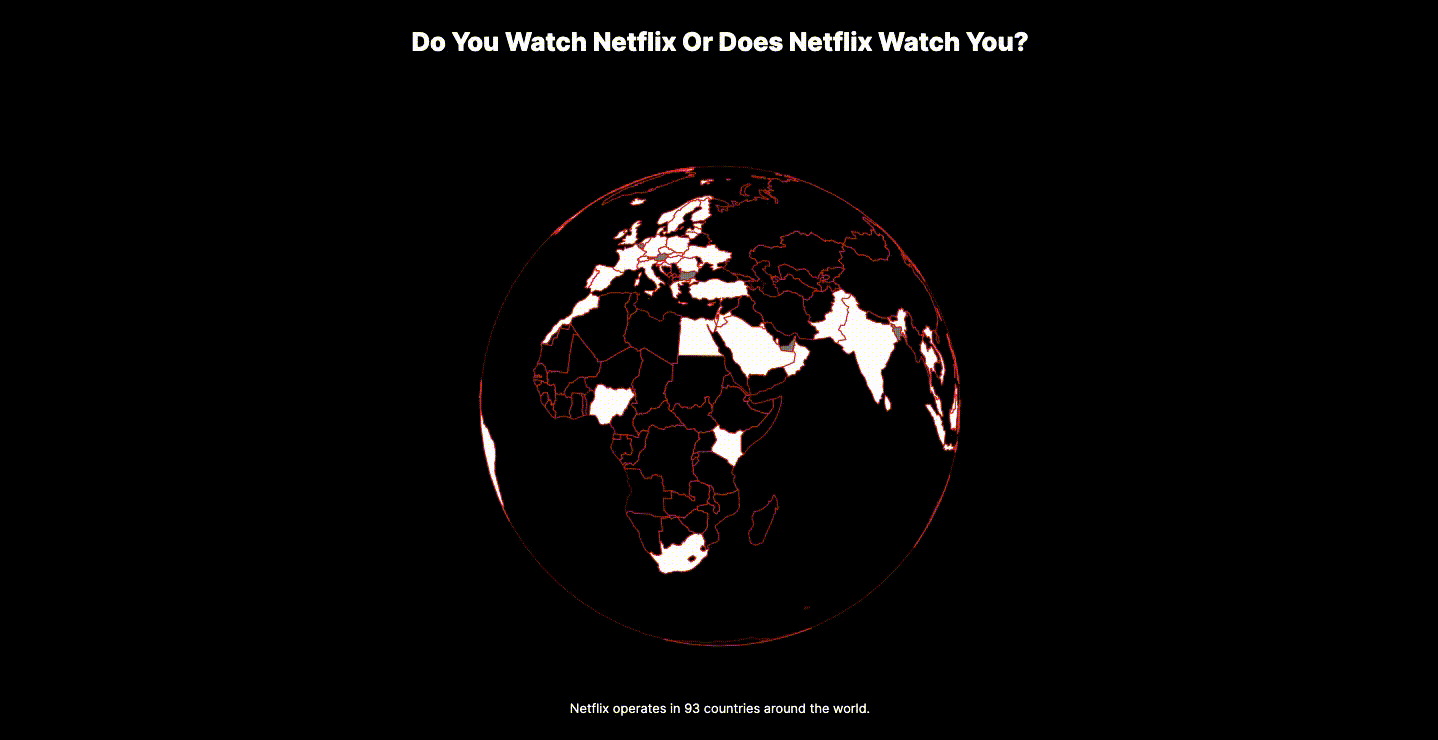 Do You Watch Netflix Or Does Netflix Watch You?
Netflix operates in 93 countries around the world.